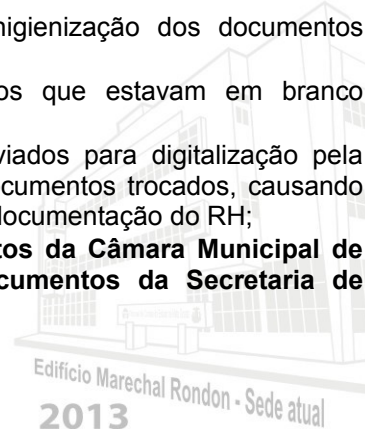 higienização dos documentos
os que estavam em branco
viados para digitalização pela
ocumentos trocados, causando
documentação do RH;
tos da Câmara Municipal de
cumentos da Secretaria de
Edifício Marechal Rondon - Sede atual
2013